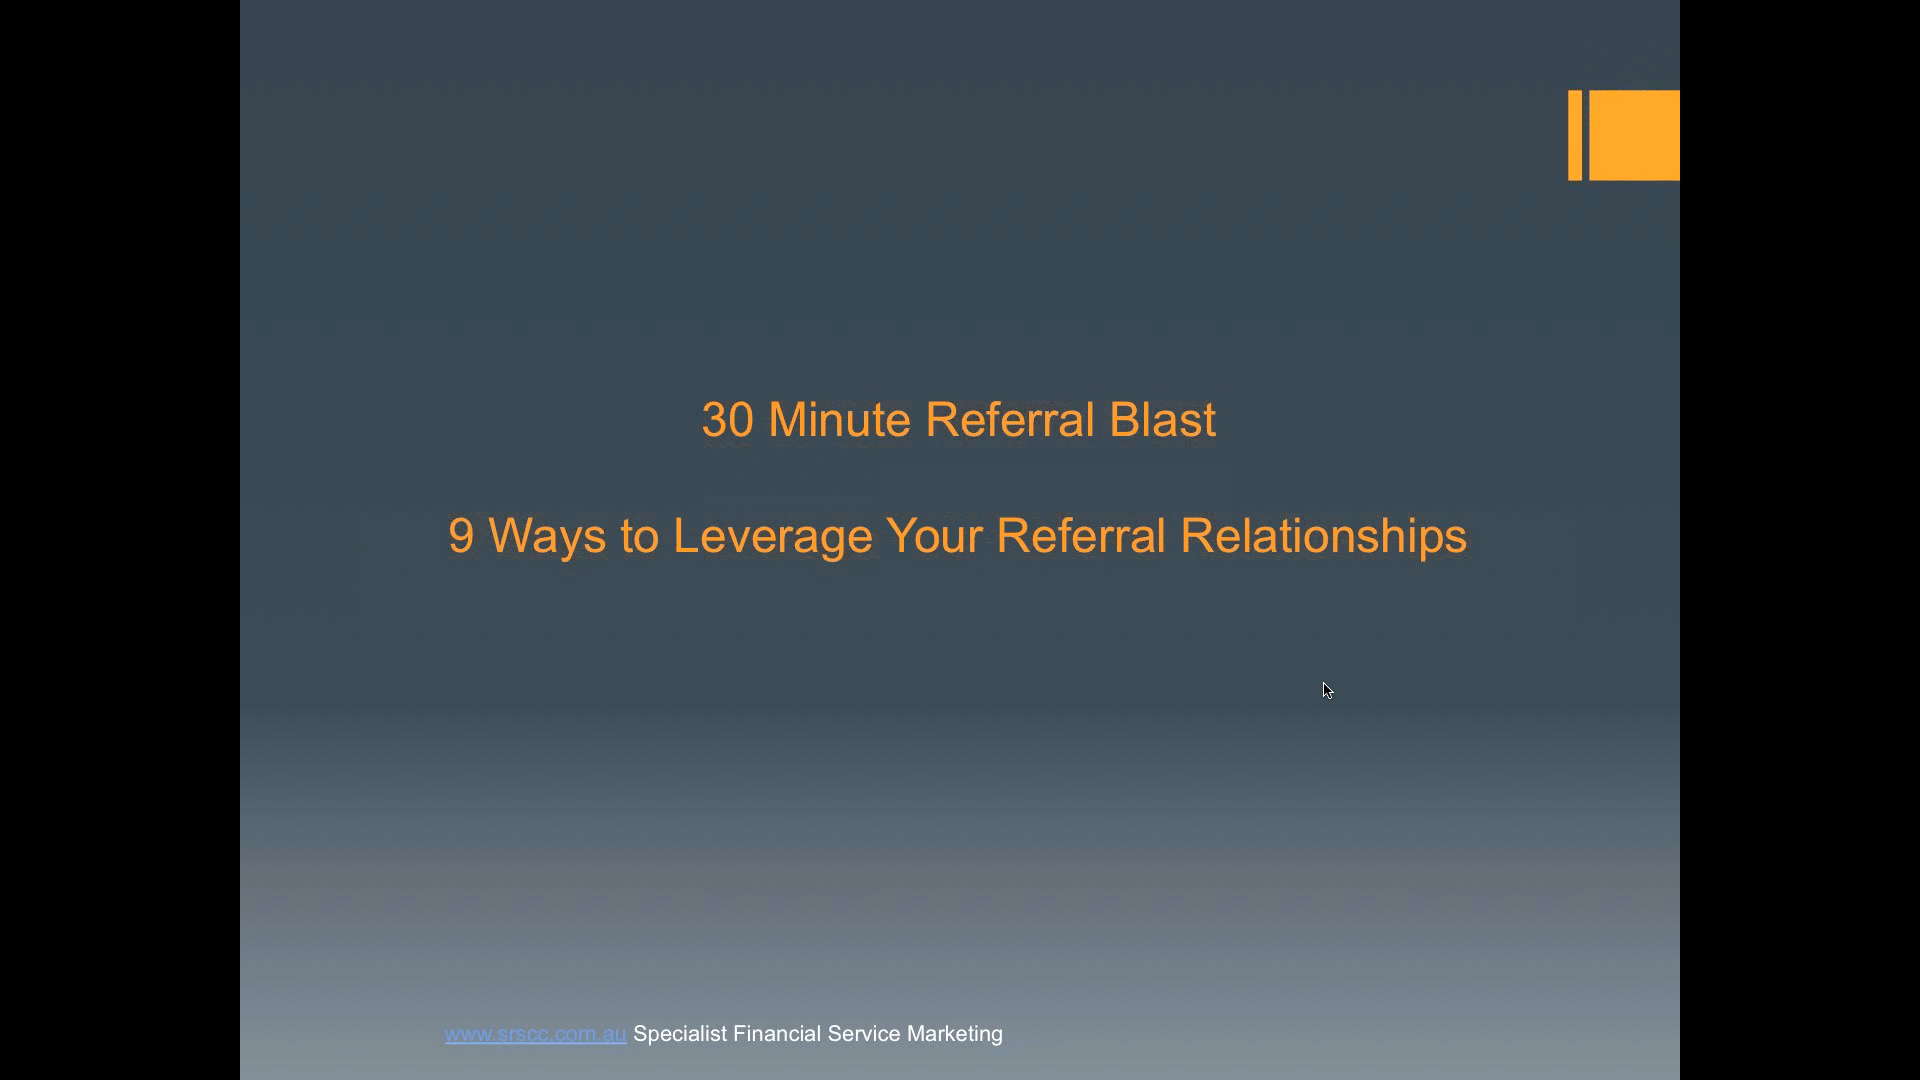 30 Minute Referral Blast
9 Ways to Leverage Your Referral Relationships
www.srscc.com.au Specialist Financial Service Marketing